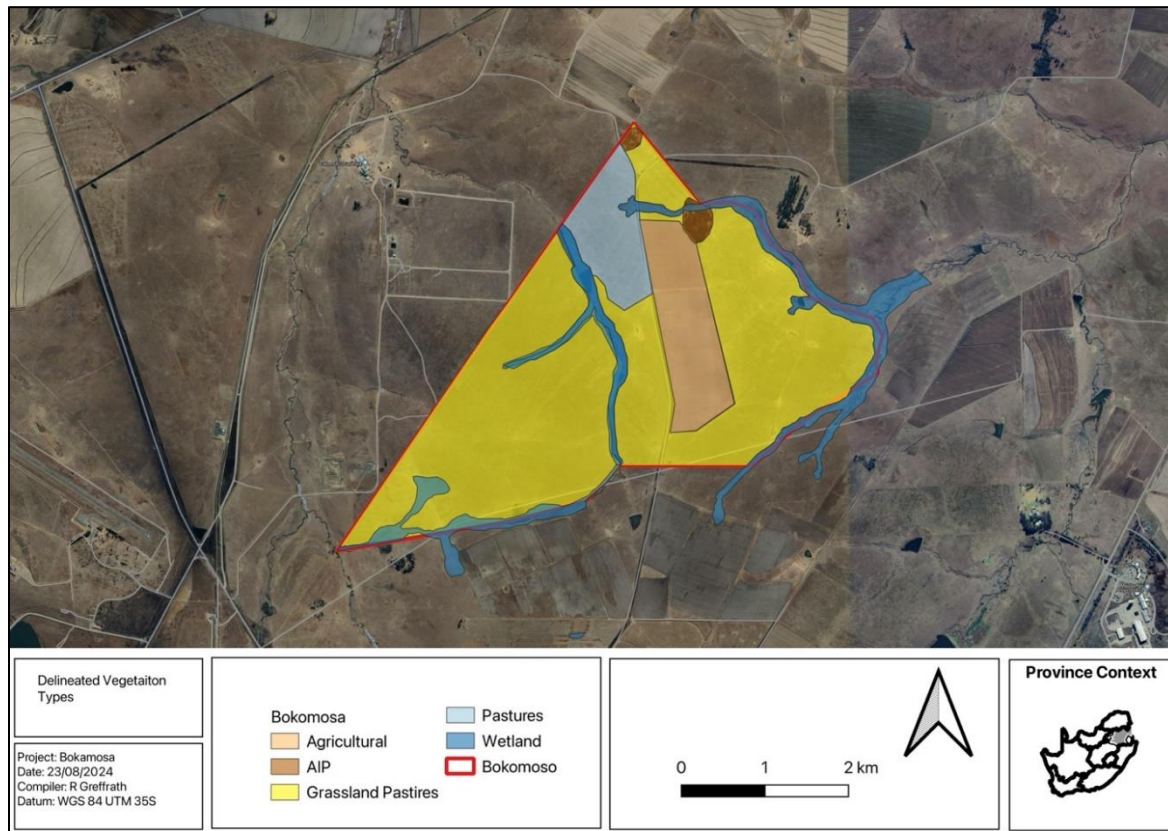 Delineated Vegetaiton
Types
Project: Bokamosa
Date: 23/08/2024
Compiler: R Greffrath
Datum: WGS 84 UTM 35S
Bokomosa
Agricultural
AIP
Grassland Pastires
Pastures
Wetland
Bokomoso
0 1 2 km
Province Context